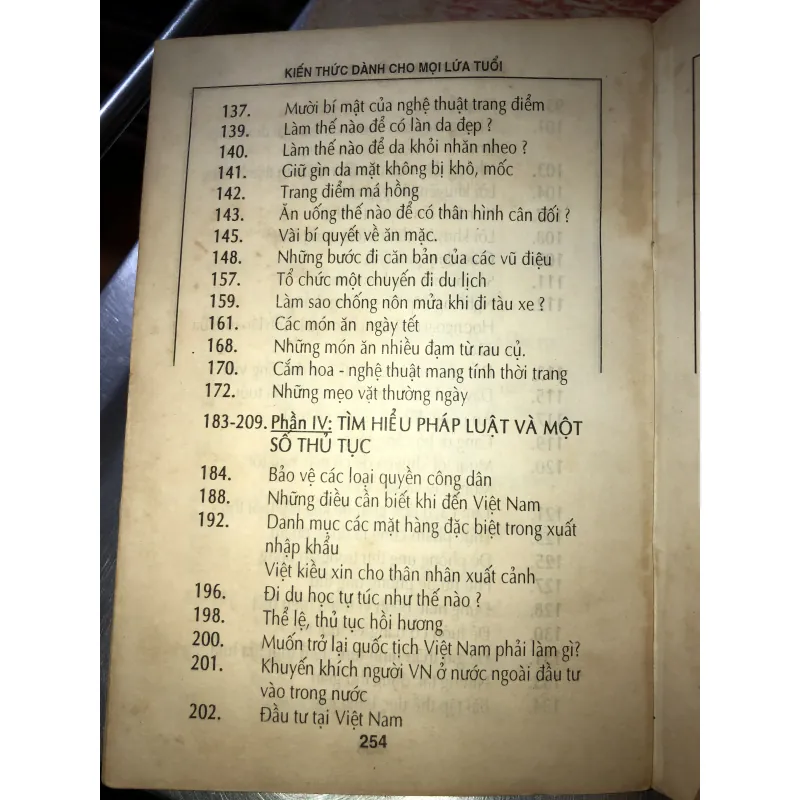 KIẾN THỨC DÀNH CHO MỌI LỨA TUỔI
137. Mười bí mật của nghệ thuật trang điểm
139. Làm thế nào để có làn da đẹp ?
140. Làm thế nào để da khỏi nhăn nheo ?
141. Giữ gìn da mặt không bị khô, mốc
142. Trang điểm má hồng
143. Ăn uống thế nào để có thân hình cân đối ?
145. Vài bí quyết về ăn mặc.
148. Những bước đi căn bản của các vũ điệu
157. Tổ chức một chuyến đi du lịch
159. Làm sao chống nôn mửa khi đi tàu xe ?
161. Các món ăn ngày tết
168. Những món ăn nhiều đạm từ rau củ.
170. Cắm hoa - nghệ thuật mang tính thời trang
172. Những mẹo vặt thường ngày
183-209. Phần IV: TÌM HIỂU PHÁP LUẬT VÀ MỘT
SỐ THỦ TỤC
184. Bảo vệ các loại quyền công dân
188. Những điều cần biết khi đến Việt Nam
192. Danh mục các mặt hàng đặc biệt trong xuất
nhập khẩu
Việt kiều xin cho thân nhân xuất cảnh
196. Đi du học tự túc như thế nào ?
198. Thể lệ, thủ tục hồi hương
200. Muốn trở lại quốc tịch Việt Nam phải làm gì?
201. Khuyến khích người VN ở nước ngoài đầu tư
vào trong nước
202. Đầu tư tại Việt Nam
254